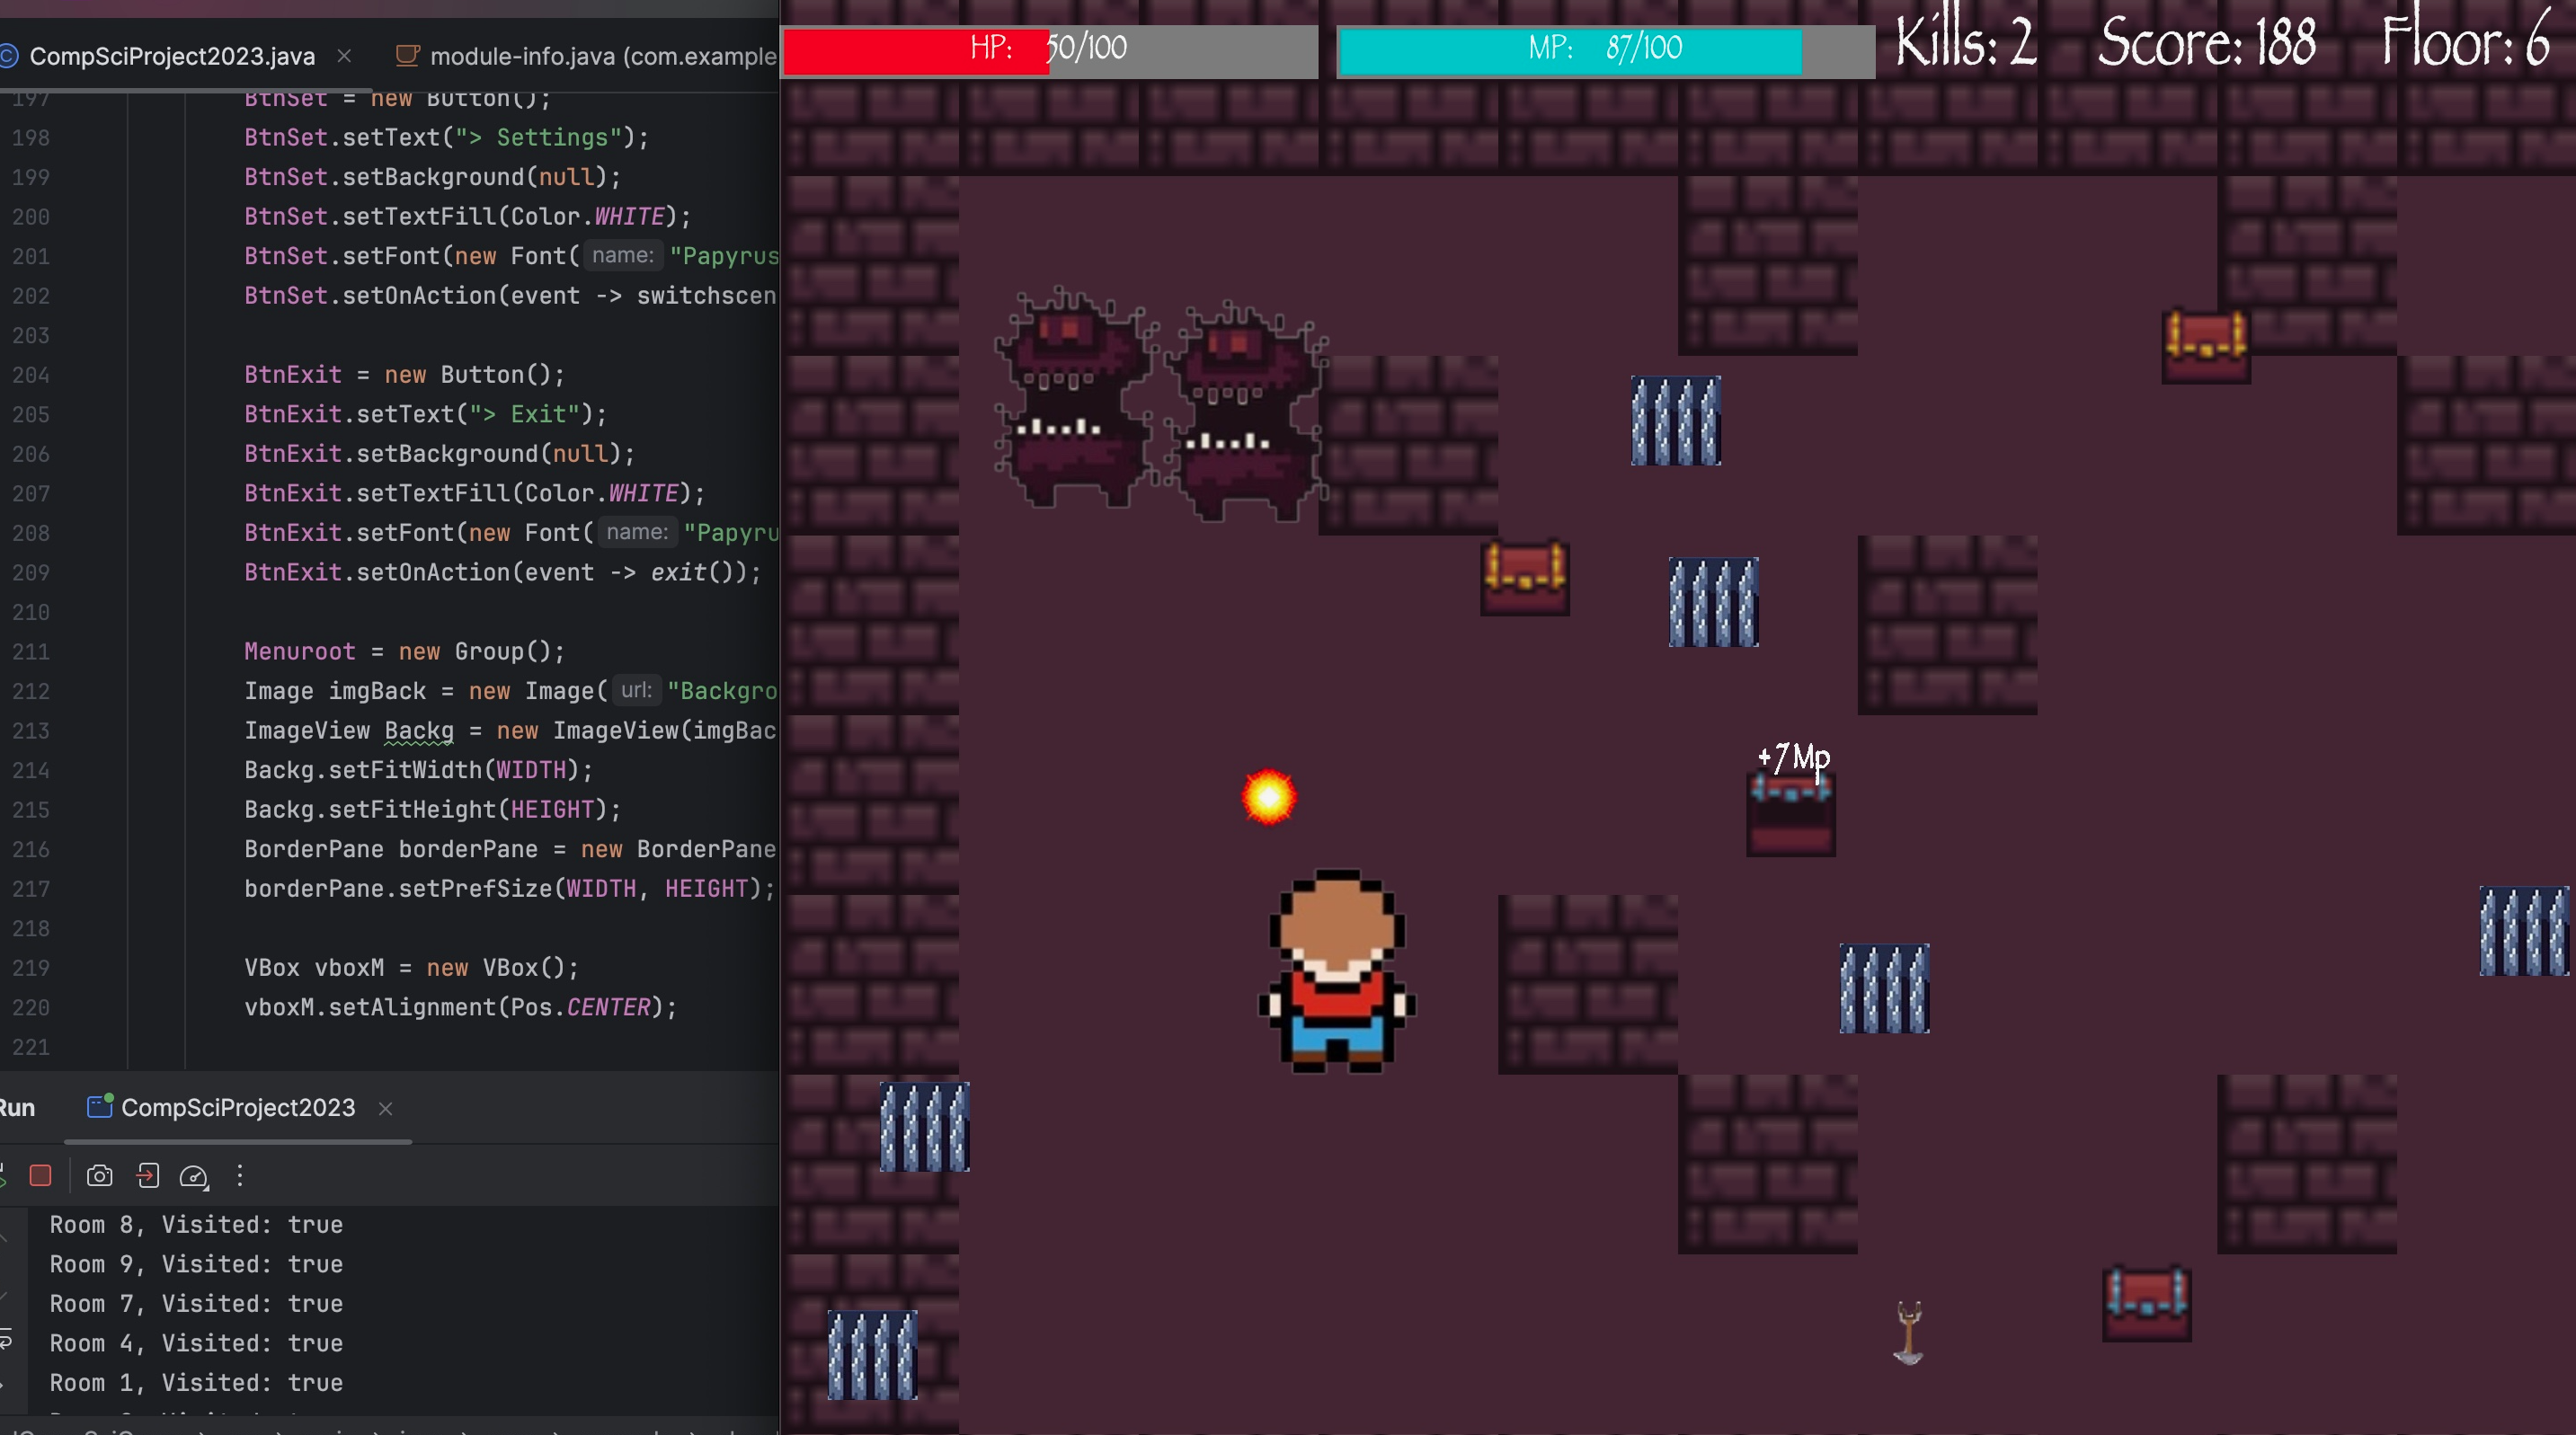 CompSciProject2023.java
module-info.java (com.example
197 BtnSet = new Button();
198 BtnSet.setText("> Settings");
199 BtnSet.setBackground(null);
200 BtnSet.setTextFill(Color.WHITE);
201 BtnSet.setFont(new Font( name: "Papyrus
202 BtnSet.setOnAction(event -> switchscen
203
204 BtnExit = new Button();
205 BtnExit.setText("> Exit");
206 BtnExit.setBackground(null);
207 BtnExit.setTextFill(Color.WHITE);
208 BtnExit.setFont(new Font( name: "Papyru
209 BtnExit.setOnAction(event -> exit());
210
211 Menuroot = new Group();
212 Image imgBack = new Image( url: "Backgro
213 ImageView Backg = new ImageView(imgBac
214 Backg.setFitWidth(WIDTH);
215 Backg.setFitHeight(HEIGHT);
216 BorderPane borderPane = new BorderPane
217 borderPane.setPrefSize(WIDTH, HEIGHT);
218
219 VBox vboxM = new VBox();
220 vboxM.setAlignment(Pos.CENTER);
221
Run CompSciProject2023
Room 8, Visited: true
Room 9, Visited: true
Room 7, Visited: true
Room 4, Visited: true
Room 1, Visited: true
HP: 50/100
MP: 87/100
Kills: 2
Score: 188
Floor: 6
+7Mp